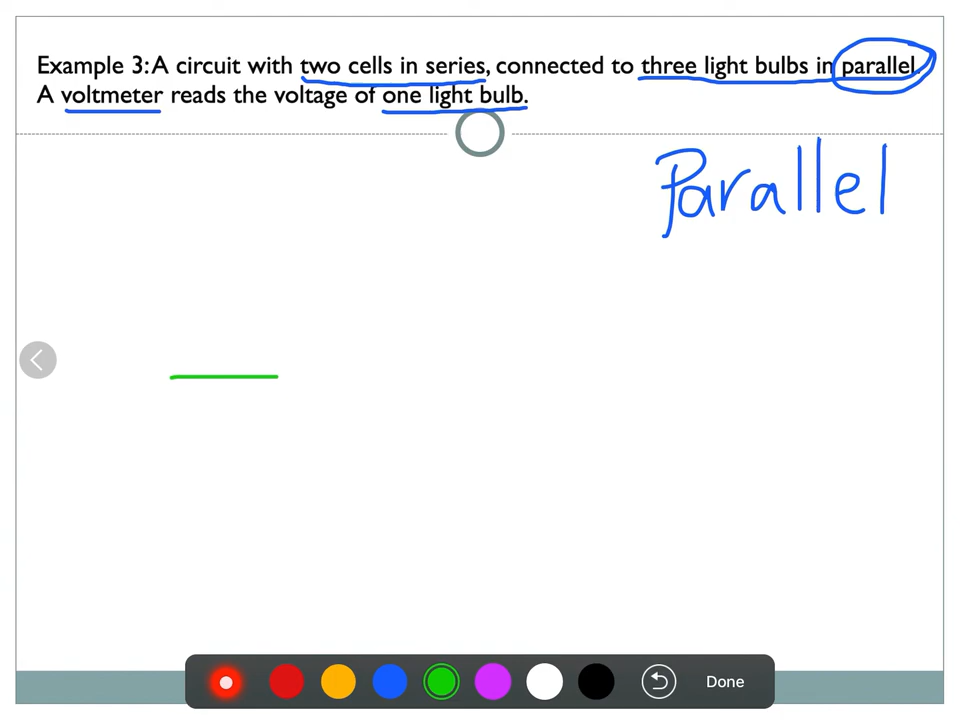 Example 3: A circuit with two cells in series, connected to three light bulbs in parallel.
A voltmeter reads the voltage of one light bulb.
Parallel
Done